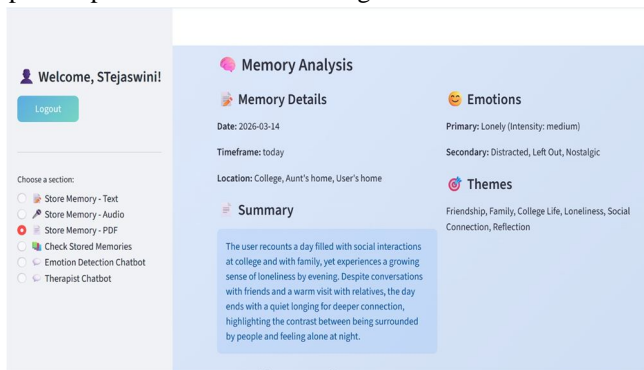 Welcome, STejaswini!
Logout
Choose a section:
Store Memory - Text
Store Memory - Audio
Store Memory - PDF
Check Stored Memories
Emotion Detection Chatbot
Therapist Chatbot
Memory Analysis
Memory Details
Date: 2026-03-14
Timeframe: today
Location: College, Aunt's home, User's home
Summary
The user recounts a day filled with social interactions
at college and with family, yet experiences a growing
sense of loneliness by evening. Despite conversations
with friends and a warm visit with relatives, the day
ends with a quiet longing for deeper connection,
highlighting the contrast between being surrounded
by people and feeling alone at night.
Emotions
Primary: Lonely (Intensity: medium)
Secondary: Distracted, Left Out, Nostalgic
Themes
Friendship, Family, College Life, Loneliness, Social
Connection, Reflection